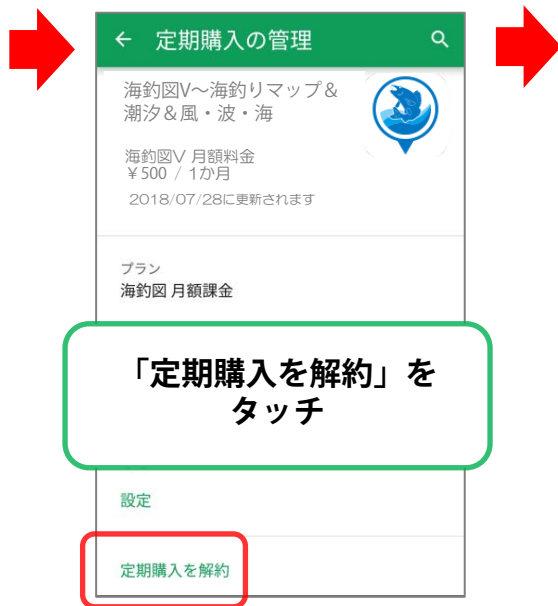 定期購入の管理
海釣図V～海釣りマップ＆
潮汐＆風・波・海
海釣図V 月額料金
￥500 / 1か月
2018/07/28に更新されます
プラン
海釣図 月額課金
「定期購入を解約」を
タッチ
設定
定期購入を解約